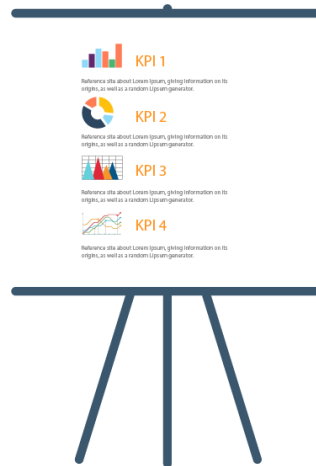 KPI 1
Reference site about Lorem Ipsum, giving information on its
origins, as well as a random Lipsum generator.
KPI 2
Reference site about Lorem Ipsum, giving information on its
origins, as well as a random Lipsum generator.
KPI 3
Reference site about Lorem Ipsum, giving information on its
origins, as well as a random Lipsum generator.
KPI 4
Reference site about Lorem Ipsum, giving information on its
origins, as well as a random Lipsum generator.